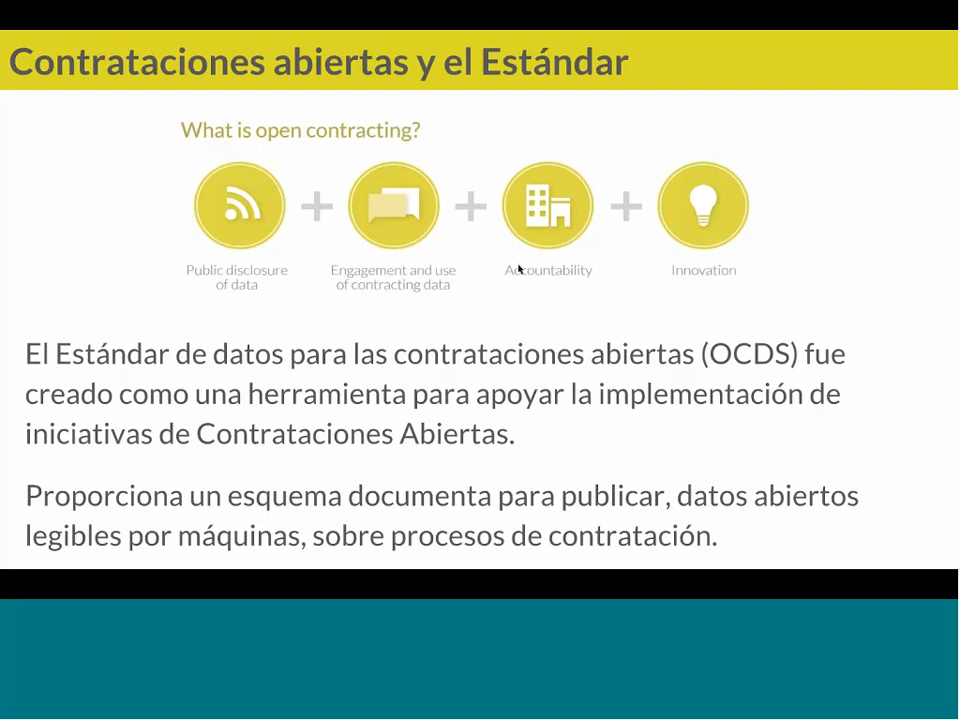 Contrataciones abiertas y el Estándar
What is open contracting?
Public disclosure
of data
Engagement and use
of contracting data
Accountability
Innovation
El Estándar de datos para las contrataciones abiertas (OCDS) fue
creado como una herramienta para apoyar la implementación de
iniciativas de Contrataciones Abiertas.
Proporciona un esquema documenta para publicar, datos abiertos
legibles por máquinas, sobre procesos de contratación.